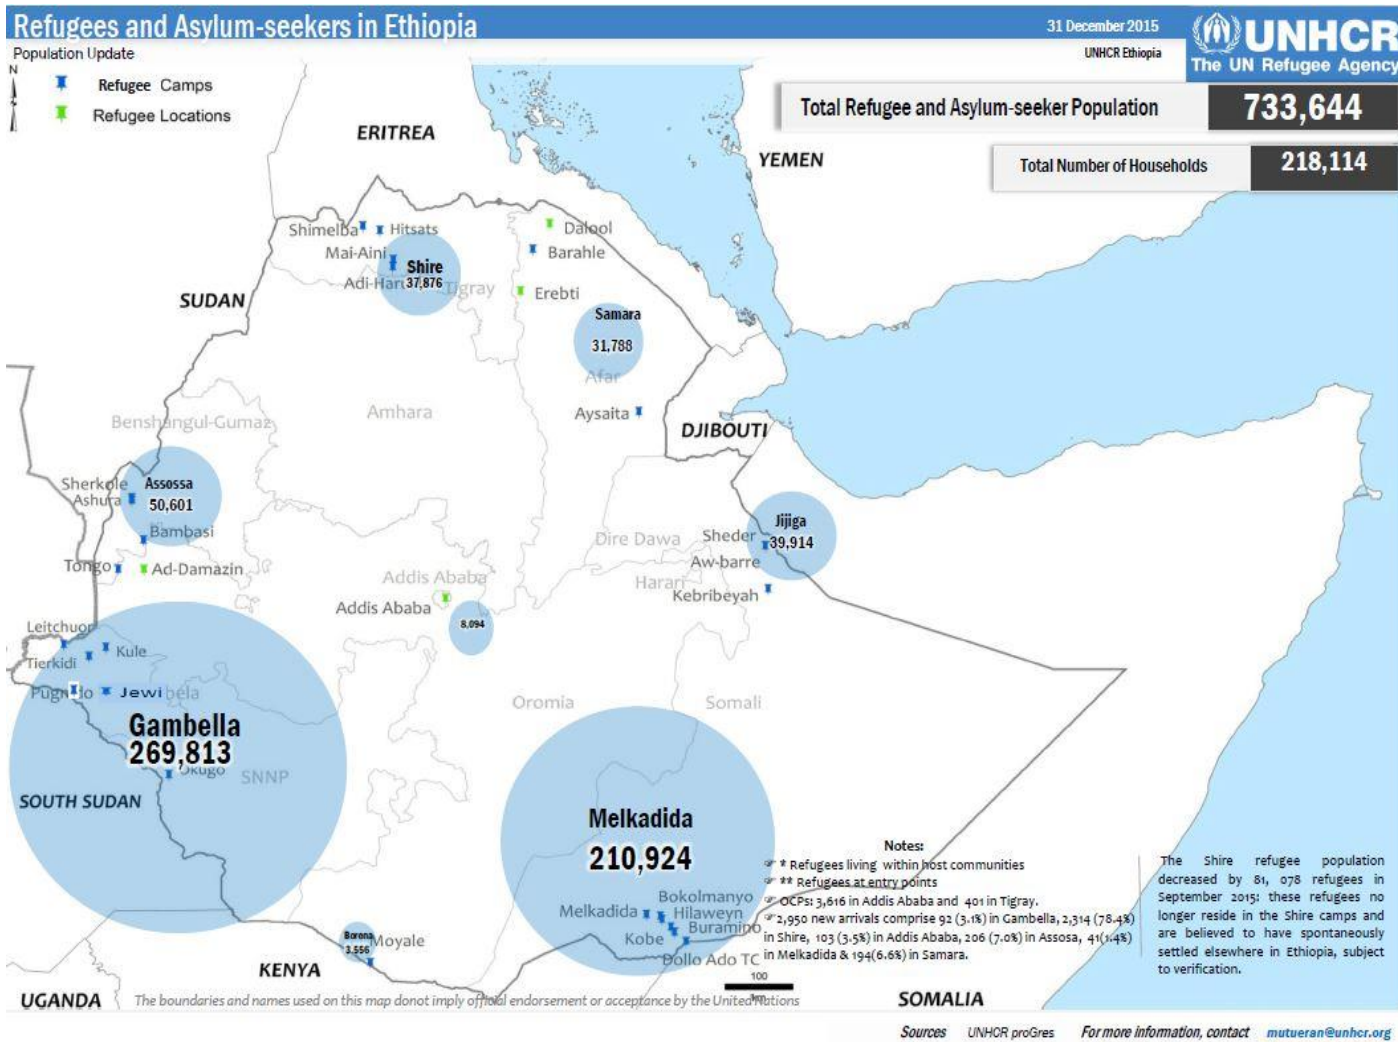 Refugees and Asylum-seekers in Ethiopia
31 December 2015
UNHCR
The UN Refugee Agency
Population Update
UNHCR Ethiopia
N
Refugee Camps
Refugee Locations
Total Refugee and Asylum-seeker Population
733,644
Total Number of Households
218,114
ERITREA
YEMEN
Shimelba
Hitsats
Dalool
Mai-Aini
Barahle
Shire
37,876
Tigray
Erebti
SUDAN
Samara
31,788
Afar
Aysaita
Amhara
Benshangul-Gumaz
DJIBOUTI
Sherkole
Ashura
Assossa
50,601
Bambasi
Tongo
Ad-Damazin
Jijiga
39,914
Dire Dawa
Sheder
Aw-barre
Harari
Kebribeyah
Addis Ababa
Addis Ababa
8,094
Leitchuor
Kule
Tierkidi
Jewi
Gambella
269,813
SNNP
SOUTH SUDAN
Oromia
Somali
Melkadida
210,924
Bokolmanyo
Melkadida
Hilaweyn
Buramino
Kobe
Dollo Ado TC
Borena
3,556
Moyale
KENYA
UGANDA
SOMALIA
100
km
Notes:
* Refugees living within host communities
** Refugees at entry points
OCPs: 3,616 in Addis Ababa and 401 in Tigray.
2,950 new arrivals comprise 92 (3.1%) in Gambella, 2,314 (78.4%)
in Shire, 103 (3.5%) in Addis Ababa, 206 (7.0%) in Assosa, 41(1.4%)
in Melkadida & 194(6.6%) in Samara.
The Shire refugee population
decreased by 81, 078 refugees in
September 2015: these refugees no
longer reside in the Shire camps and
are believed to have spontaneously
settled elsewhere in Ethiopia, subject
to verification.
The boundaries and names used on this map donot imply official endorsement or acceptance by the United Nations
Sources UNHCR proGres For more information, contact mutueran@unhcr.org